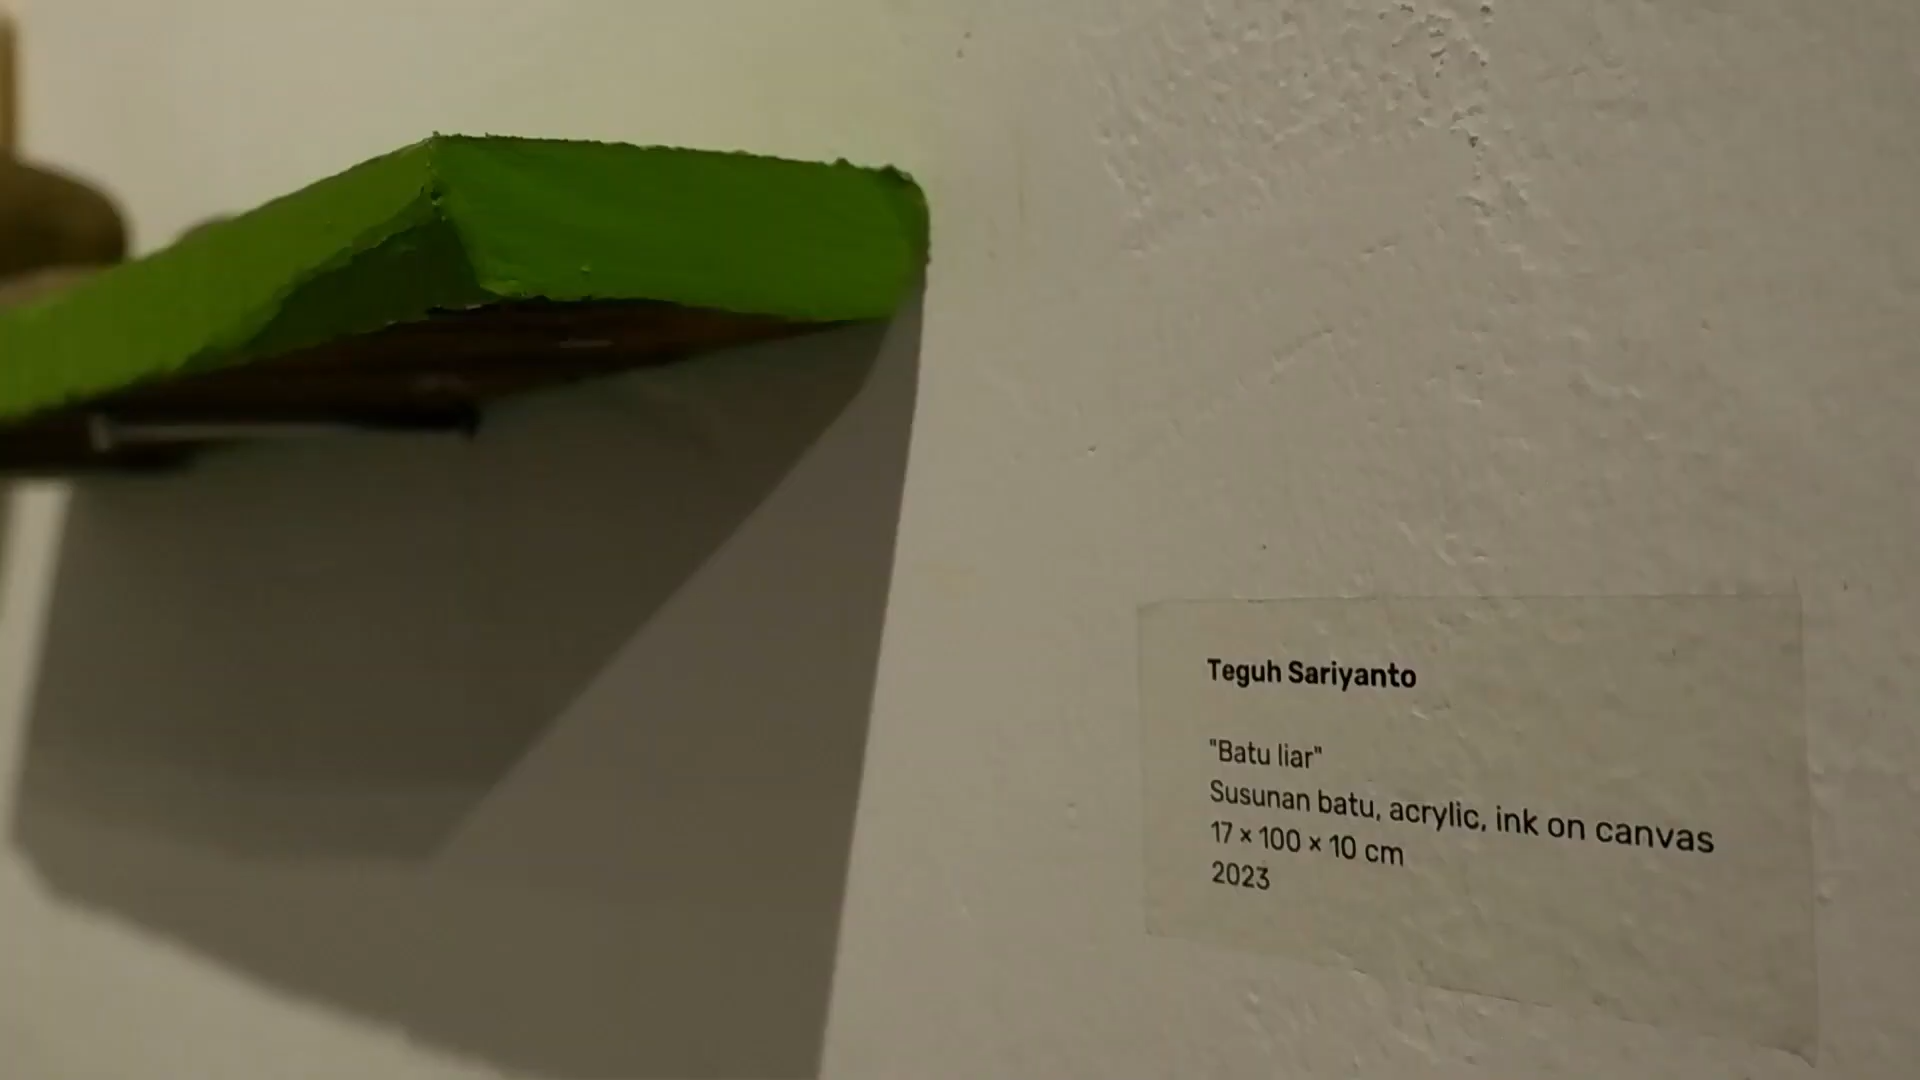 Teguh Sariyanto
"Batu liar"
Susunan batu, acrylic, ink on canvas
17 × 100 × 10 cm
2023